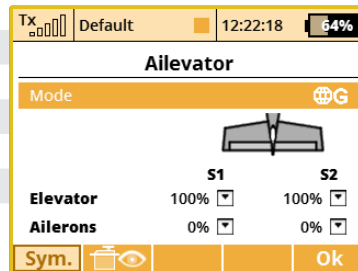 Tx Default 12:22:18 64%
Ailevator
Mode G
S1 S2
Elevator 100% 100%
Ailerons 0% 0%
Sym. Ok